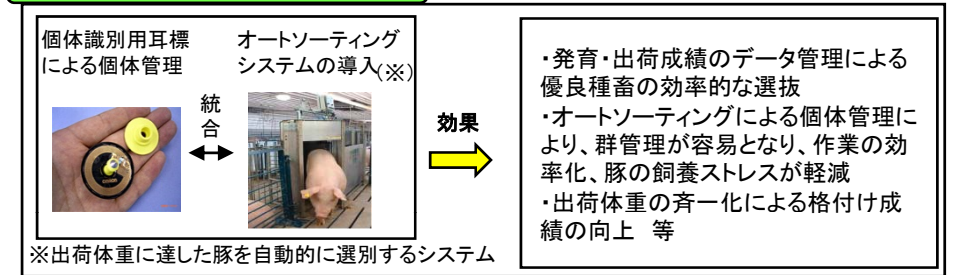 個体識別用耳標
による個体管理
オートソーティング
システムの導入(※)
統
合
※出荷体重に達した豚を自動的に選別するシステム
効果
・発育・出荷成績のデータ管理による
優良種畜の効率的な選抜
・オートソーティングによる個体管理に
より、群管理が容易となり、作業の効
率化、豚の飼養ストレスが軽減
・出荷体重の斉一化による格付け成
績の向上　等